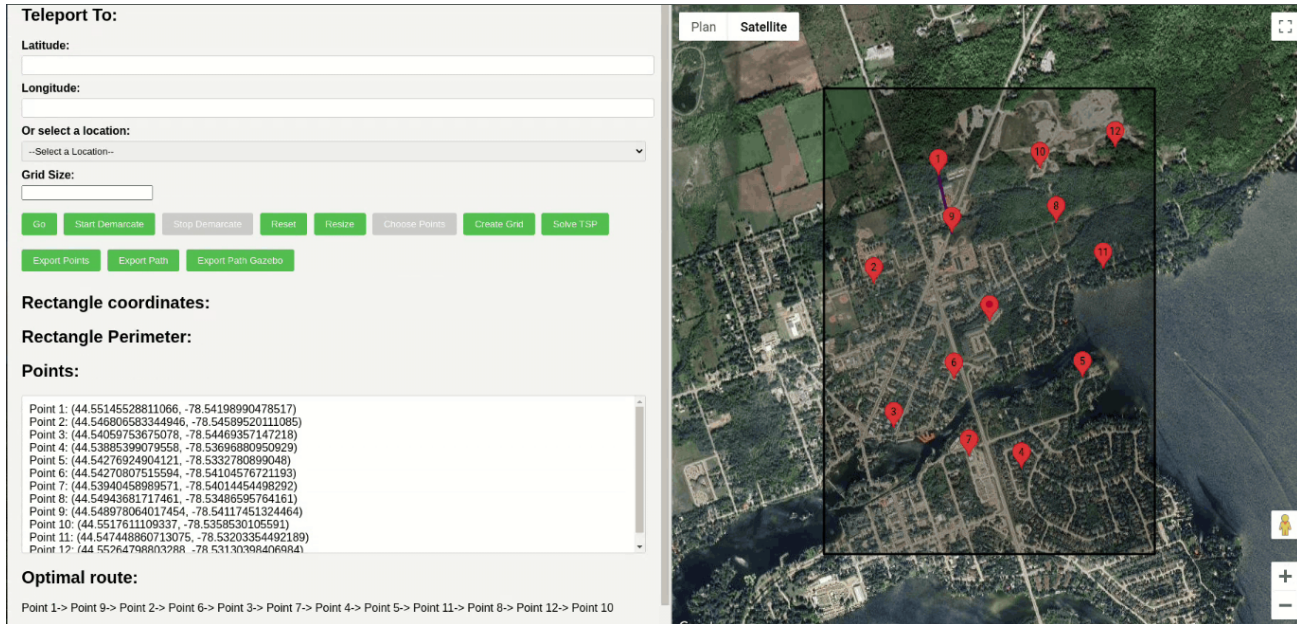 Teleport To:
Latitude:
Longitude:
Or select a location:
--Select a Location--
Grid Size:
Go Start Demarcate Stop Demarcate Reset Resize Choose Points Create Grid Solve TSP
Export Points Export Path Export Path Gazebo
Rectangle coordinates:
Rectangle Perimeter:
Points:
Point 1: (44.55145528811066, -78.54198990478517)
Point 2: (44.546806583344946, -78.54589520111085)
Point 3: (44.54059753675078, -78.54469357147218)
Point 4: (44.53885399079558, -78.53696880950929)
Point 5: (44.54276924904121, -78.5332780899048)
Point 6: (44.54270807515594, -78.54104576721193)
Point 7: (44.53940458989571, -78.54014454498292)
Point 8: (44.54943681717461, -78.53486595764161)
Point 9: (44.548978064017454, -78.54117451324464)
Point 10: (44.5517611109337, -78.5358530105591)
Point 11: (44.547448860713075, -78.53203354492189)
Point 12: (44.55264798803288, -78.53130398406984)
Optimal route:
Point 1-> Point 9-> Point 2-> Point 6-> Point 3-> Point 7-> Point 4-> Point 5-> Point 11-> Point 8-> Point 12-> Point 10
Plan Satellite
12
10
1
8
9
11
2
6
5
3
7
4